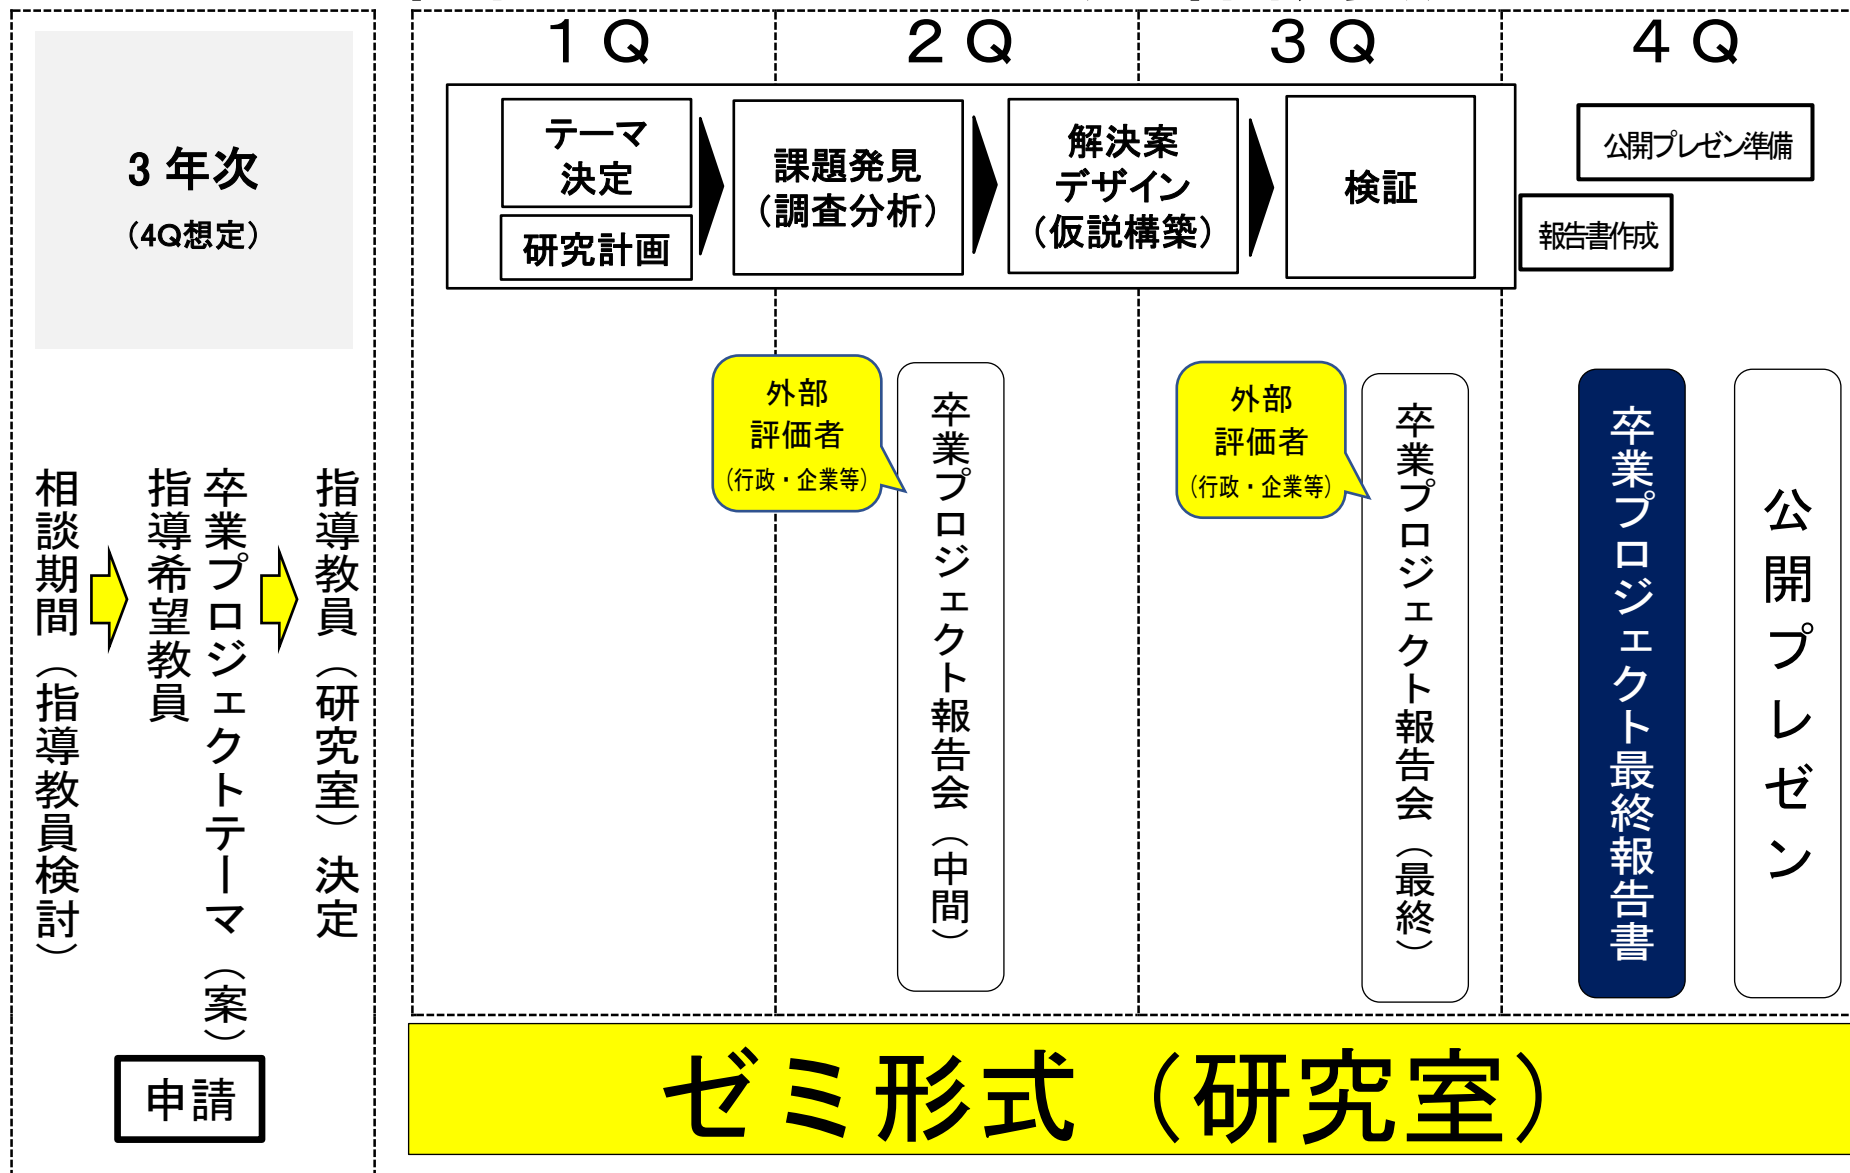 3年次
（4Q想定）
相談期間（指導教員検討）
指導希望教員
卒業プロジェクトテーマ（案）
指導教員（研究室）決定
申請
1Q
2Q
3Q
4Q
テーマ
決定
研究計画
課題発見
（調査分析）
解決案
デザイン
（仮説構築）
検証
公開プレゼン準備
報告書作成
外部
評価者
（行政・企業等）
卒業プロジェクト報告会（中間）
外部
評価者
（行政・企業等）
卒業プロジェクト報告会（最終）
卒業プロジェクト最終報告書
公開プレゼン
ゼミ形式（研究室）